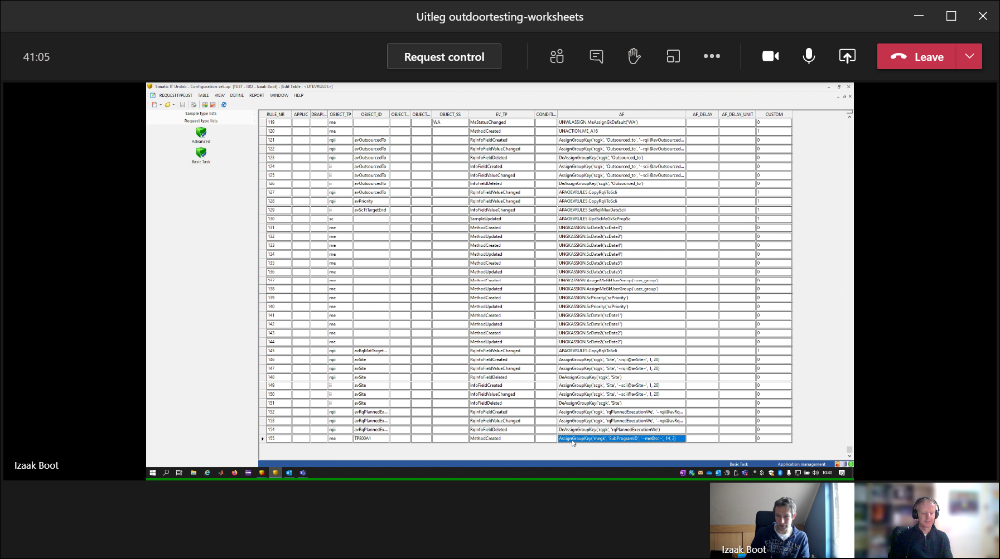 Uitleg outdoortesting-worksheets
41:05
Request control
Leave
Simatic IT Unilab - Configuration set-up [TEST - IBO - Izaak Boot] - [Edit Table : <UTEVRULES>]
REQUESTTYPELIST TABLE VIEW DEFINE REPORT WINDOW HELP
Sample type lists
Request type lists
Advanced
Basic Task
RULE_NR APPLIC DBAPI... OBJECT_TP OBJECT_ID OBJECT... OBJECT... OBJECT_SS EV_TP CONDITI... AF AF_DELAY AF_DELAY_UNIT CUSTOM
119 me WA MeStatusChanged UNWLASSIGN.MeAssignGkDefault('WA') 0
120 me MethodCreated UNACTION.ME_A16 1
121 rqii avOutsourcedTo RqInfoFieldCreated AssignGroupKey('rqgk', 'Outsourced_to', '~rqii@avOutsourced... 0
122 rqii avOutsourcedTo RqInfoFieldValueChanged AssignGroupKey('rqgk', 'Outsourced_to', '~rqii@avOutsourced... 0
123 rqii avOutsourcedTo RqInfoFieldDeleted DeAssignGroupKey('rqgk', 'Outsourced_to') 0
124 ii avOutsourcedTo InfoFieldCreated AssignGroupKey('scgk', 'Outsourced_to', '~scii@avOutsourced... 0
125 ii avOutsourcedTo InfoFieldValueChanged AssignGroupKey('scgk', 'Outsourced_to', '~scii@avOutsourced... 0
126 ii avOutsourcedTo InfoFieldDeleted DeAssignGroupKey('scgk', 'Outsourced_to') 0
127 rqii avOutsourcedTo RqInfoFieldValueChanged APAOEVRULES.CopyRqIiToScIi 1
128 rqii avPriority RqInfoFieldValueChanged APAOEVRULES.CopyRqIiToScIi 1
129 ii avScTtTargetEnd InfoFieldValueChanged APAOEVRULES.SetRqIiMaxDateScIi 1
130 sc SampleUpdated APAOEVRULES.UpdScMeGkScPropSc 1
131 me MethodCreated UNGKASSIGN.ScDate3('scDate3') 0
132 me MethodUpdated UNGKASSIGN.ScDate3('scDate3') 0
133 me MethodCreated UNGKASSIGN.ScDate4('scDate4') 0
134 me MethodUpdated UNGKASSIGN.ScDate4('scDate4') 0
135 me MethodCreated UNGKASSIGN.ScDate5('scDate5') 0
136 me MethodUpdated UNGKASSIGN.ScDate5('scDate5') 0
137 me MethodCreated UNGKASSIGN.AssignMeGkUserGroup('user_group') 0
138 me MethodUpdated UNGKASSIGN.AssignMeGkUserGroup('user_group') 0
139 me MethodCreated UNGKASSIGN.ScPriority('scPriority') 0
140 me MethodUpdated UNGKASSIGN.ScPriority('scPriority') 0
141 me MethodCreated UNGKASSIGN.ScDate1('scDate1') 0
142 me MethodUpdated UNGKASSIGN.ScDate1('scDate1') 0
143 me MethodCreated UNGKASSIGN.ScDate2('scDate2') 0
144 me MethodUpdated UNGKASSIGN.ScDate2('scDate2') 0
145 rqii avRqMatTarget... RqInfoFieldValueChanged APAOEVRULES.CopyRqIiToScIi 1
146 rqii avSite RqInfoFieldCreated AssignGroupKey('rqgk', 'Site', '~rqii@avSite~', 1, 20) 0
147 rqii avSite RqInfoFieldValueChanged AssignGroupKey('rqgk', 'Site', '~rqii@avSite~', 1, 20) 0
148 rqii avSite RqInfoFieldDeleted DeAssignGroupKey('rqgk', 'Site') 0
149 ii avSite InfoFieldCreated AssignGroupKey('scgk', 'Site', '~scii@avSite~', 1, 20) 0
150 ii avSite InfoFieldValueChanged AssignGroupKey('scgk', 'Site', '~scii@avSite~', 1, 20) 0
151 ii avSite InfoFieldDeleted DeAssignGroupKey('scgk', 'Site') 0
152 rqii avRqPlannedEx... RqInfoFieldCreated AssignGroupKey('rqgk', 'rqPlannedExecutionWe', '~rqii@avRq... 0
153 rqii avRqPlannedEx... RqInfoFieldValueChanged AssignGroupKey('rqgk', 'rqPlannedExecutionWe', '~rqii@avRq... 0
154 rqii avRqPlannedEx... RqInfoFieldDeleted DeAssignGroupKey('rqgk', 'rqPlannedExecutionWe') 0
155 me TP800A1 MethodCreated AssignGroupKey('megk', 'SubProgramID', '~me@sc~', 14, 2) 0
Basic Task Application management
10:40
Izaak Boot
Izaak Boot